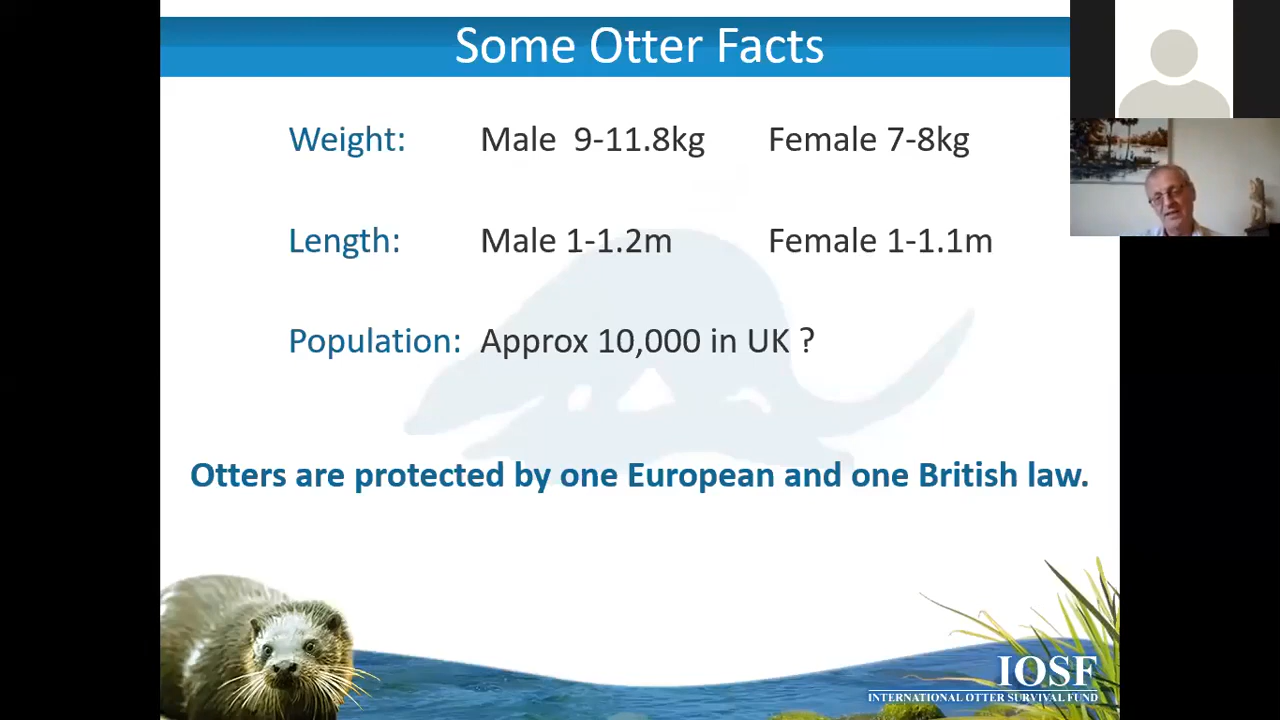 Some Otter Facts
Weight: Male 9-11.8kg Female 7-8kg
Length: Male 1-1.2m Female 1-1.1m
Population: Approx 10,000 in UK ?
Otters are protected by one European and one British law.
IOSF
INTERNATIONAL OTTER SURVIVAL FUND